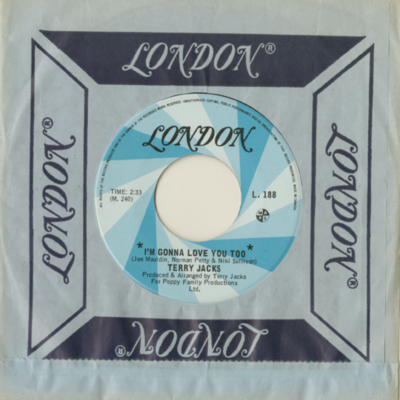 LONDON®
LONDON®
LONDON
TIME: 2:33
(M. 240)
L. 188
* I'M GONNA LOVE YOU TOO *
(Joe Mauldin, Norman Petty & Niki Sullivan)
TERRY JACKS
Produced & Arranged by Terry Jacks
For Poppy Family Productions
Ltd.
LONDON®
LONDON®